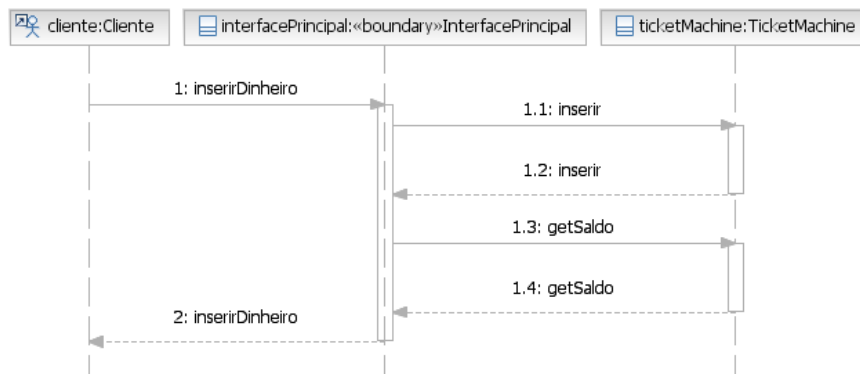 cliente:Cliente
interfacePrincipal:«boundary»InterfacePrincipal
ticketMachine:TicketMachine
1: inserirDinheiro
1.1: inserir
1.2: inserir
1.3: getSaldo
1.4: getSaldo
2: inserirDinheiro